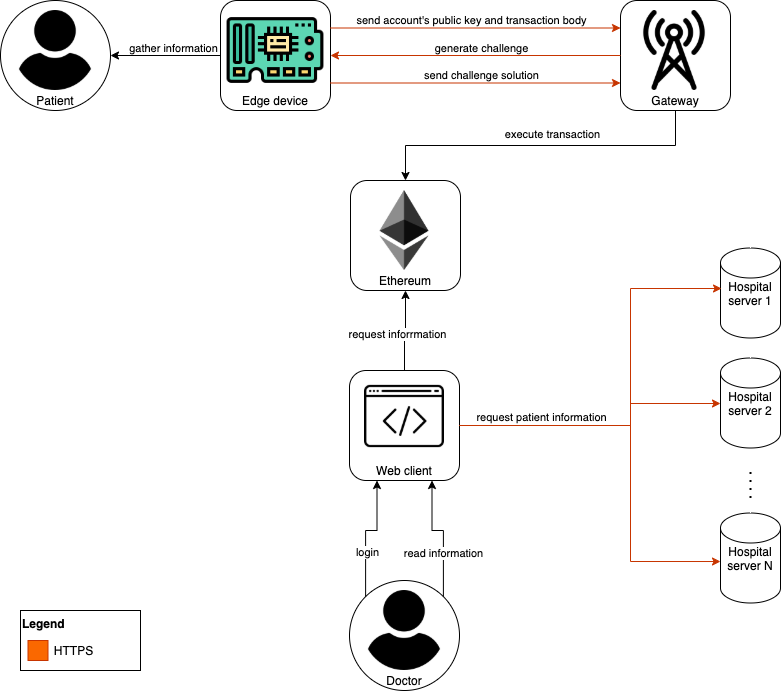 send account's public key and transaction body
gather information
generate challenge
send challenge solution
Patient
Edge device
Gateway
execute transaction
Ethereum
Hospital
server 1
request inforrmation
Hospital
server 2
request patient information
</>
Web client
login
read information
Hospital
server N
Legend
HTTPS
Doctor